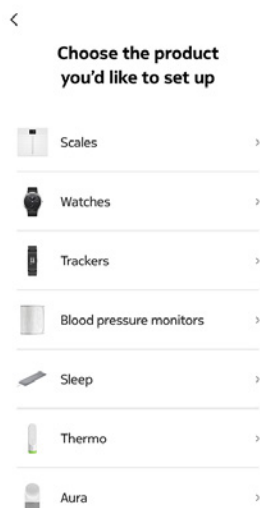 Choose the product
you'd like to set up
Scales
Watches
Trackers
Blood pressure monitors
Sleep
Thermo
Aura